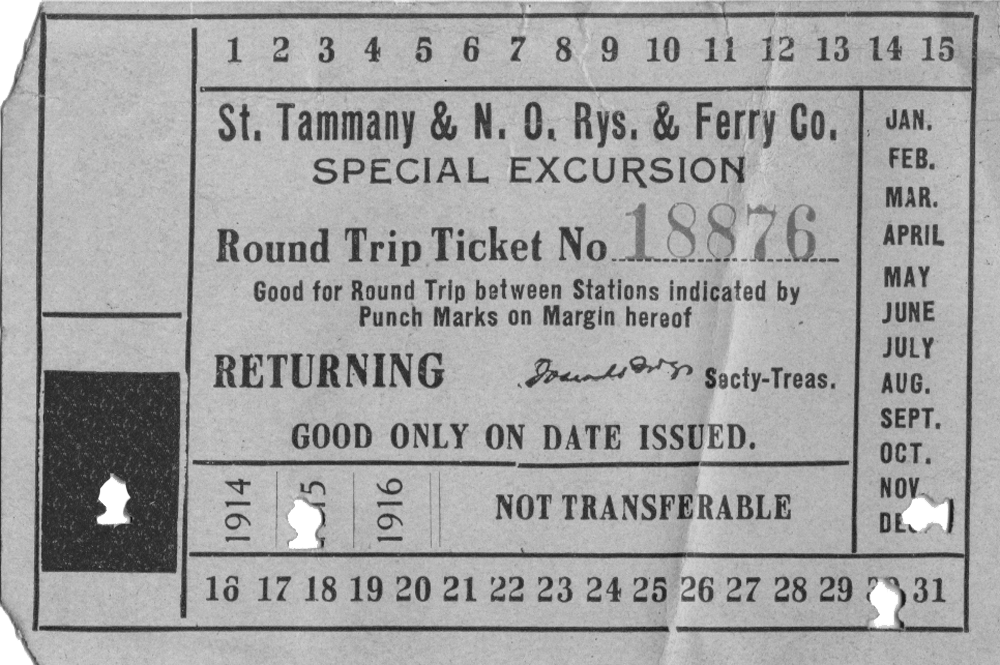 1 2 3 4 5 6 7 8 9 10 11 12 13 14 15
St. Tammany & N. O. Rys. & Ferry Co.
SPECIAL EXCURSION
Round Trip Ticket No 18876
Good for Round Trip between Stations indicated by
Punch Marks on Margin hereof
RETURNING
Secty-Treas.
GOOD ONLY ON DATE ISSUED.
1914
15
1916
NOT TRANSFERABLE
JAN.
FEB.
MAR.
APRIL
MAY
JUNE
JULY
AUG.
SEPT.
OCT.
NOV
DE
16 17 18 19 20 21 22 23 24 25 26 27 28 29 31